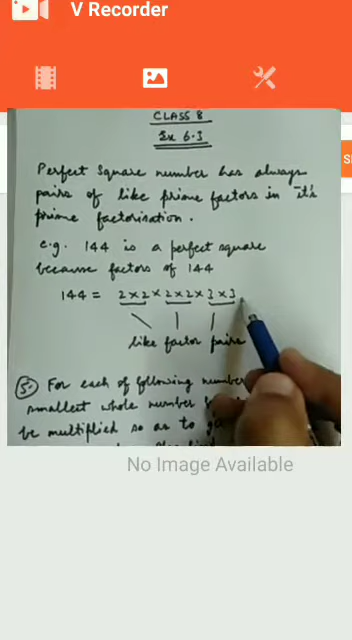 V Recorder
CLASS 8
Ex 6.3
Perfect Square number has always
pairs of like prime factors in it's
prime factorisation.
e.g. 144 is a perfect square
because factors of 144
144 = 2 × 2 × 2 × 2 × 3 × 3
like factor pairs
5. For each of following number
smallest whole number
be multiplied so as to
No Image Available